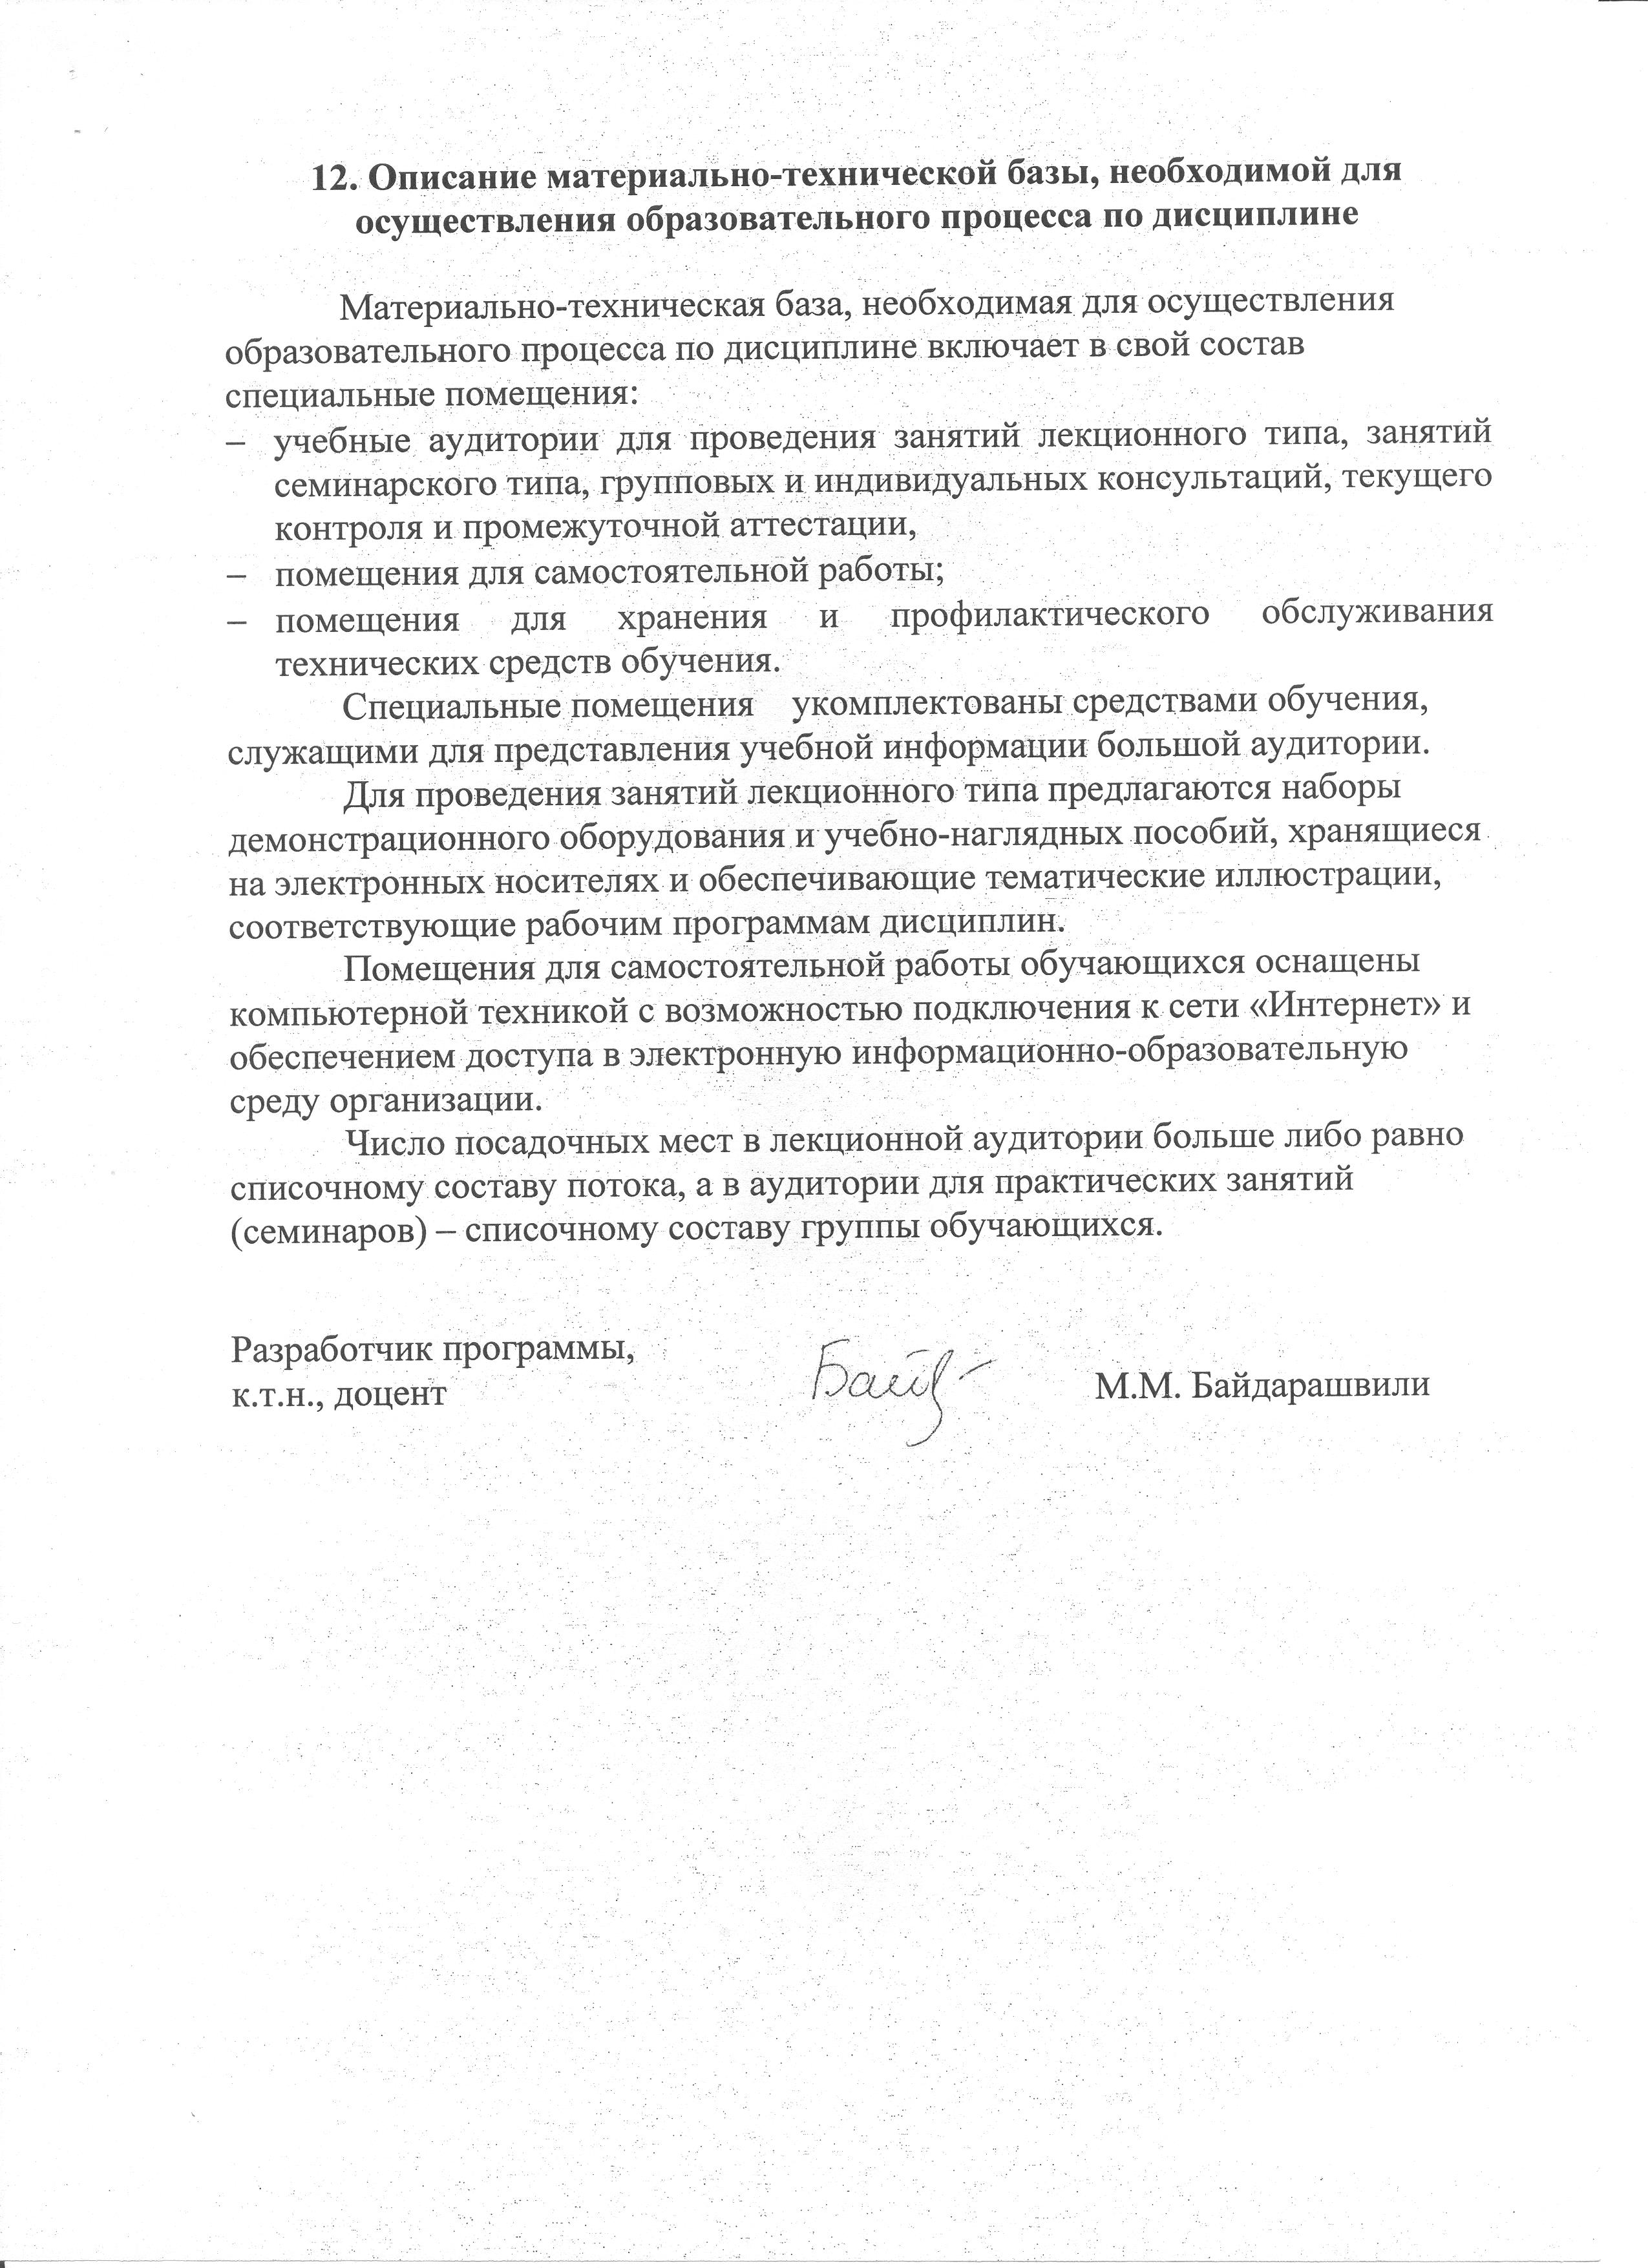 12. Описание материально-технической базы, необходимой для
осуществления образовательного процесса по дисциплине
Материально-техническая база, необходимая для осуществления
образовательного процесса по дисциплине включает в свой состав
специальные помещения:
– учебные аудитории для проведения занятий лекционного типа, занятий
семинарского типа, групповых и индивидуальных консультаций, текущего
контроля и промежуточной аттестации,
– помещения для самостоятельной работы;
– помещения для хранения и профилактического обслуживания
технических средств обучения.
Специальные помещения укомплектованы средствами обучения,
служащими для представления учебной информации большой аудитории.
Для проведения занятий лекционного типа предлагаются наборы
демонстрационного оборудования и учебно-наглядных пособий, хранящиеся
на электронных носителях и обеспечивающие тематические иллюстрации,
соответствующие рабочим программам дисциплин.
Помещения для самостоятельной работы обучающихся оснащены
компьютерной техникой с возможностью подключения к сети «Интернет» и
обеспечением доступа в электронную информационно-образовательную
среду организации.
Число посадочных мест в лекционной аудитории больше либо равно
списочному составу потока, а в аудитории для практических занятий
(семинаров) – списочному составу группы обучающихся.
Разработчик программы,
к.т.н., доцент
М.М. Байдарашвили